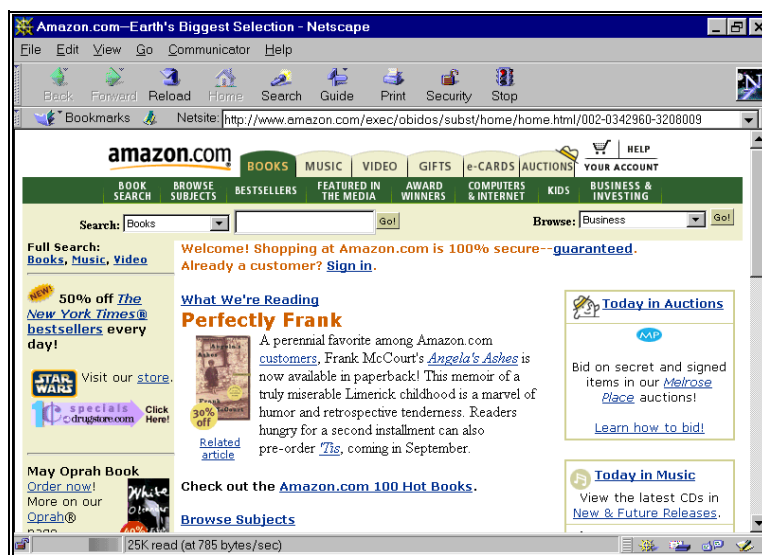 Amazon.com—Earth's Biggest Selection - Netscape
File Edit View Go Communicator Help
Back Forward Reload Home Search Guide Print Security Stop
N
Bookmarks Netsite: http://www.amazon.com/exec/obidos/subst/home/home.html/002-0342960-3208009
amazon.com BOOKS MUSIC VIDEO GIFTS e-CARDS AUCTIONS HELP
YOUR ACCOUNT
BOOK SEARCH BROWSE SUBJECTS BESTSELLERS FEATURED IN THE MEDIA AWARD WINNERS COMPUTERS & INTERNET KIDS BUSINESS & INVESTING
Search: Books Go! Browse: Business Go!
Full Search:
Books, Music, Video
NEW!
50% off The
New York Times®
bestsellers every
day!
STAR WARS Visit our store.
1¢ specials
@drugstore.com
Click Here!
May Oprah Book
Order now!
More on our
Oprah®
White
Oleander
40%
Welcome! Shopping at Amazon.com is 100% secure--guaranteed.
Already a customer? Sign in.
What We're Reading
Perfectly Frank
Angela's
Ashes
30%
off
Related
article
A perennial favorite among Amazon.com
customers, Frank McCourt's Angela's Ashes is
now available in paperback! This memoir of a
truly miserable Limerick childhood is a marvel of
humor and retrospective tenderness. Readers
hungry for a second installment can also
pre-order 'Tis, coming in September.
Check out the Amazon.com 100 Hot Books.
Browse Subjects
Today in Auctions
MP
Bid on secret and signed
items in our Melrose
Place auctions!
Learn how to bid!
Today in Music
View the latest CDs in
New & Future Releases.
25K read (at 785 bytes/sec)